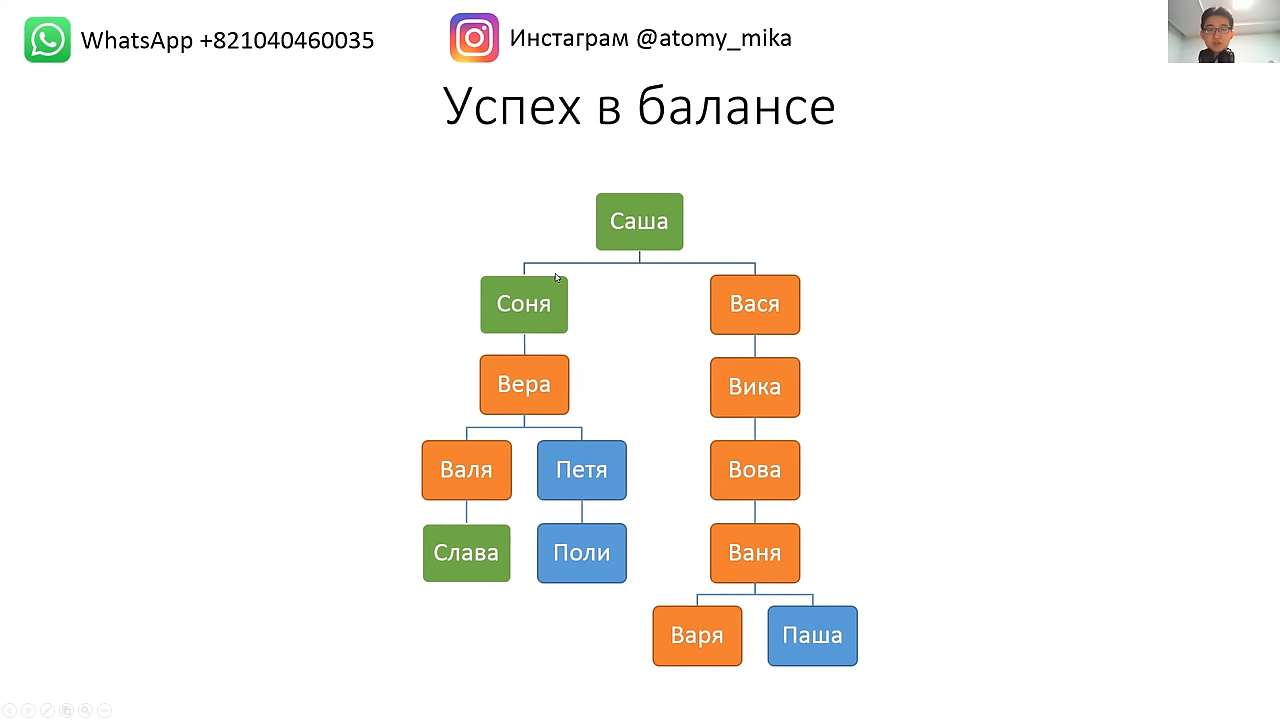 WhatsApp +821040460035
Инстаграм @atomy_mika
Успех в балансе
Саша
Соня
Вася
Вера
Вика
Валя
Петя
Вова
Слава
Поли
Ваня
Варя
Паша